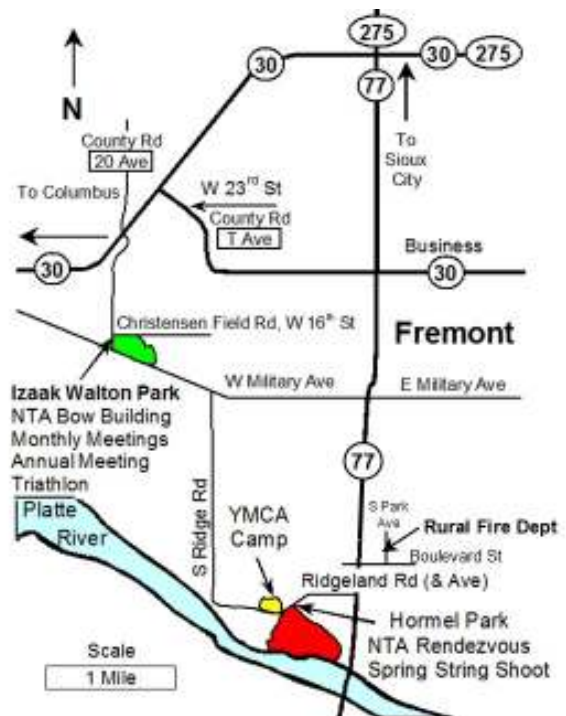 275
30
30
275
77
N
To
Sioux
City
County Rd
20 Ave
To Columbus
W 23rd St
County Rd
T Ave
Business
30
30
Christensen Field Rd, W 16th St
Fremont
W Military Ave
E Military Ave
Izaak Walton Park
NTA Bow Building
Monthly Meetings
Annual Meeting
Triathlon
77
S Ridge Rd
Platte
River
YMCA
Camp
S Park
Ave
Rural Fire Dept
Boulevard St
Ridgeland Rd (& Ave)
Hormel Park
NTA Rendezvous
Spring String Shoot
Scale
1 Mile